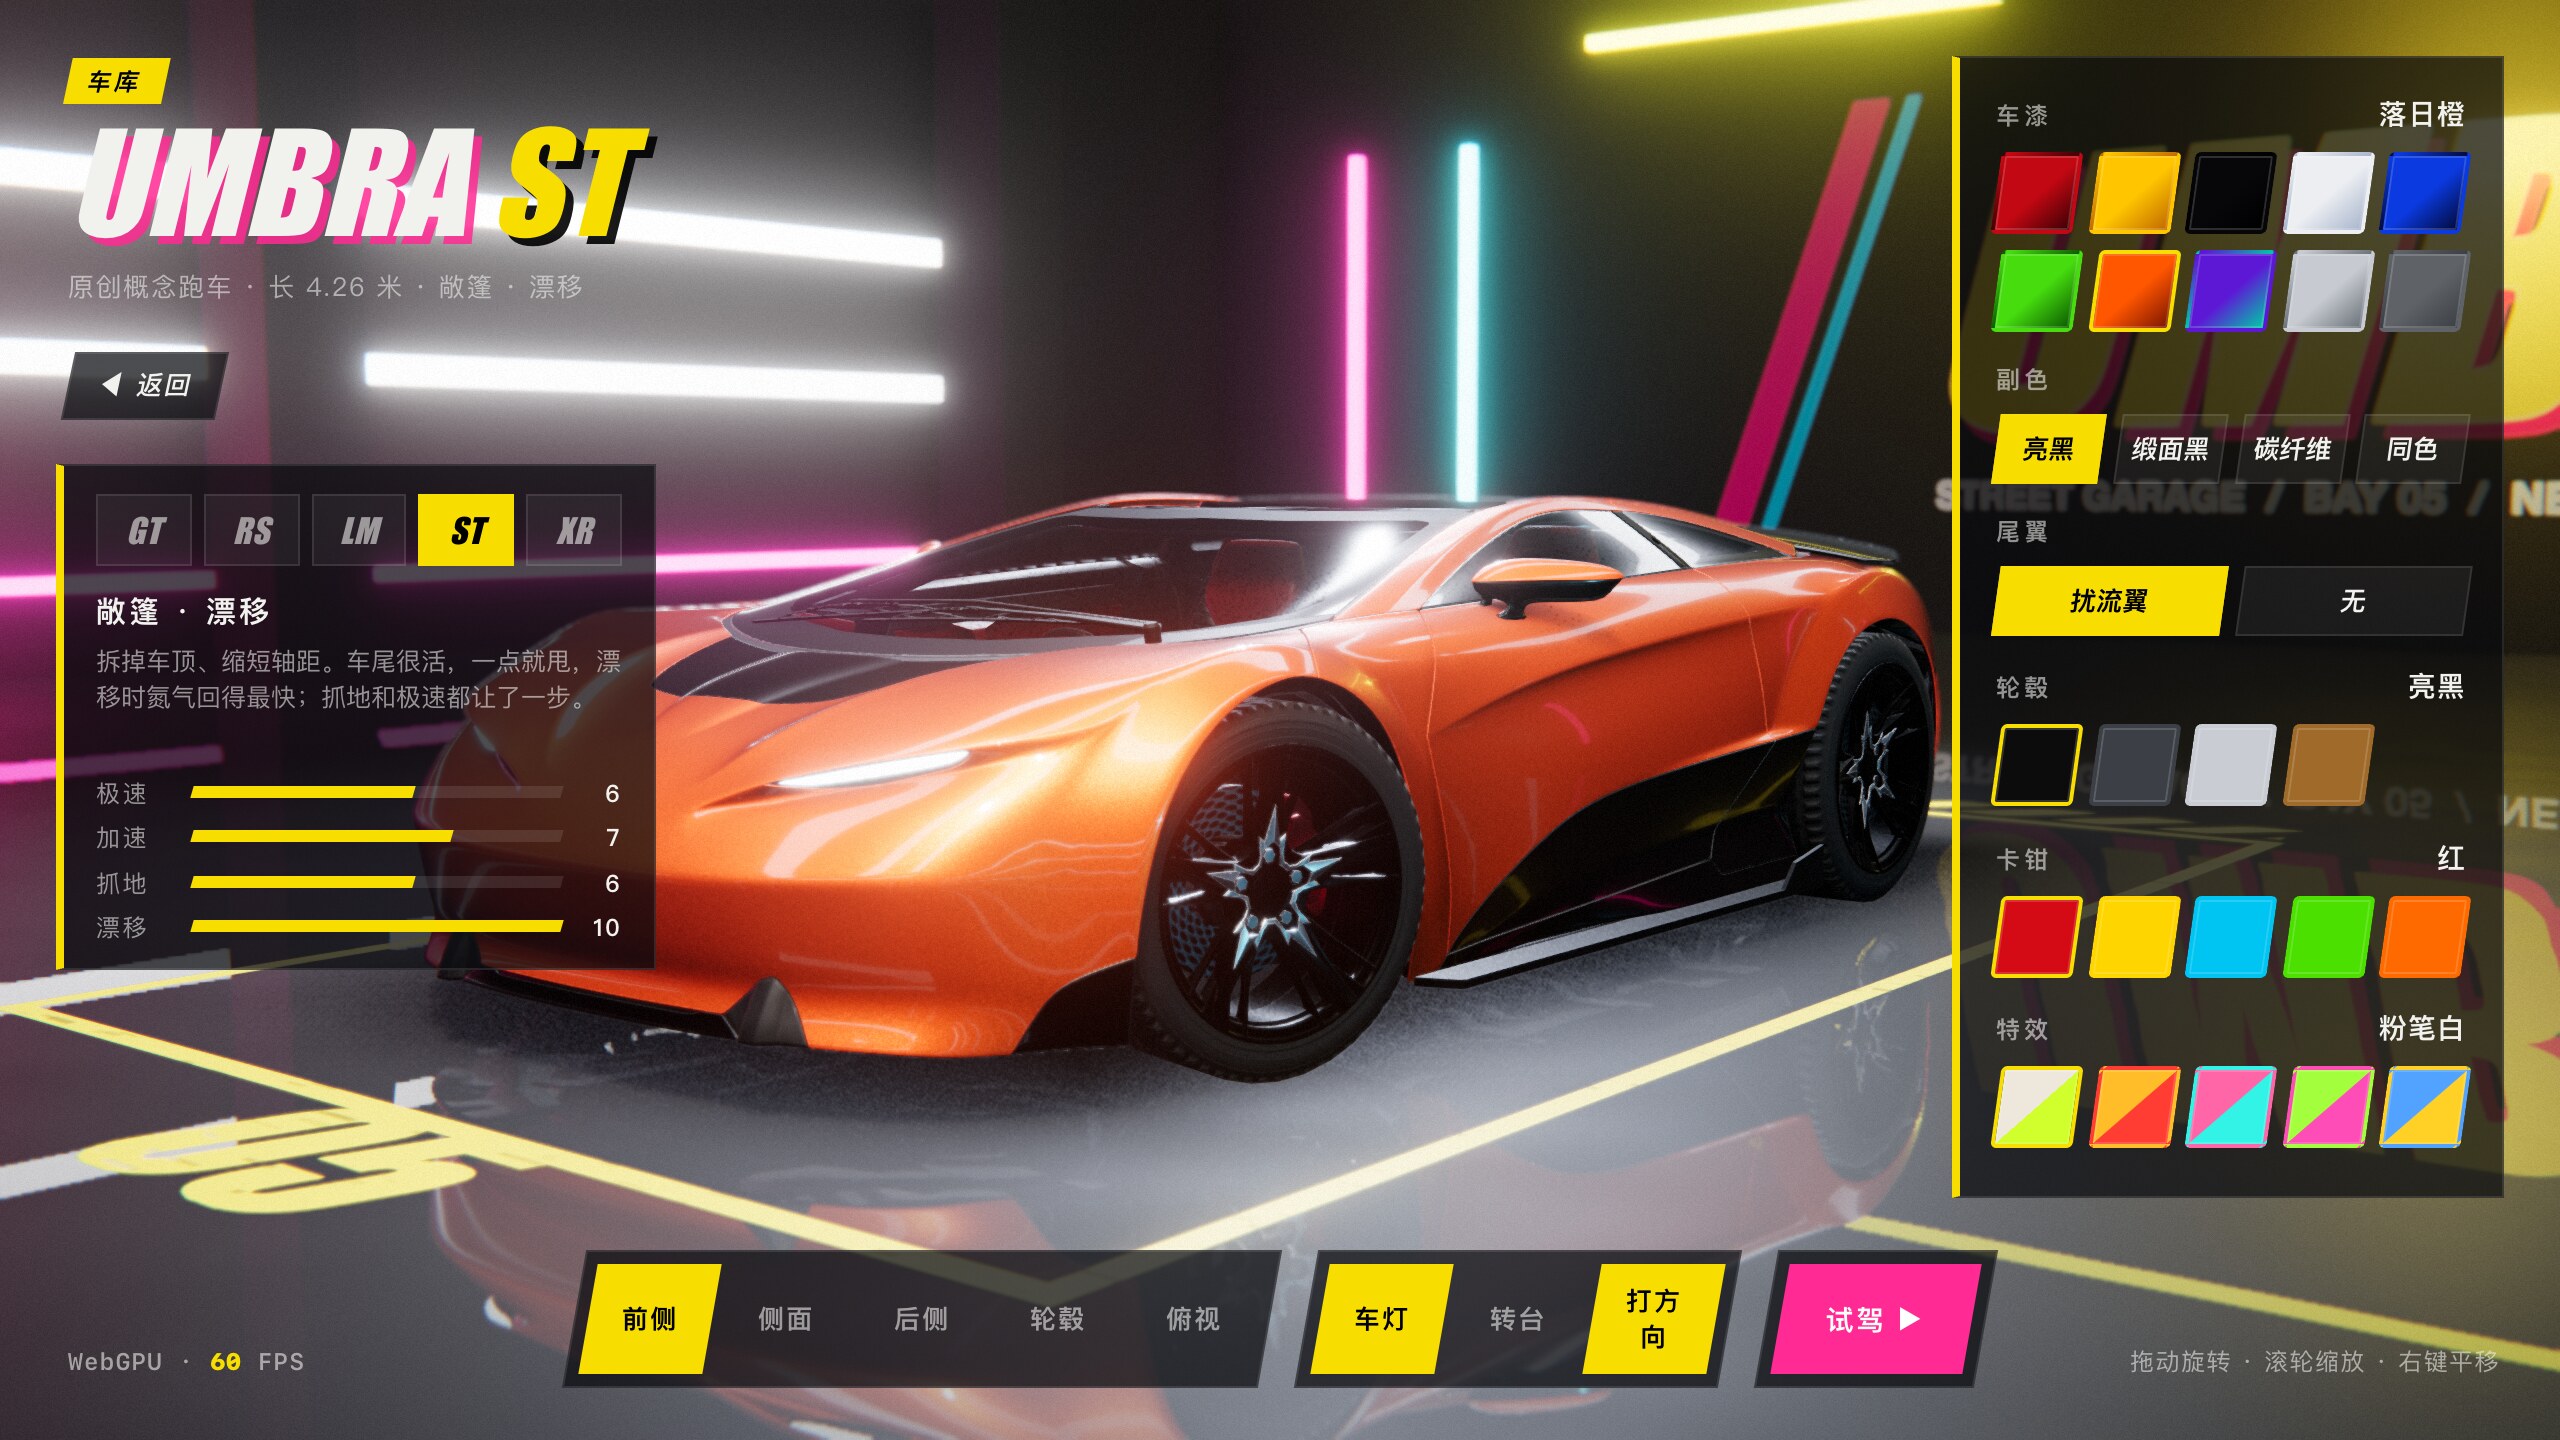 车库
UMBRA ST
原创概念跑车 · 长 4.26 米 · 敞篷 · 漂移
◀ 返回
GT RS LM ST XR
敞篷 · 漂移
拆掉车顶、缩短轴距。车尾很活，一点就甩，漂
移时氮气回得最快；抓地和极速都让了一步。
极速 6
加速 7
抓地 6
漂移 10
05
车漆 落日橙
副色
亮黑 缎面黑 碳纤维 同色
STREET GARAGE / BAY 05 / NE
尾翼
扰流翼 无
轮毂 亮黑
卡钳 红
特效 粉笔白
前侧 侧面 后侧 轮毂 俯视
车灯 转台 打方
向
试驾 ▶
WebGPU · 60 FPS
拖动旋转 · 滚轮缩放 · 右键平移